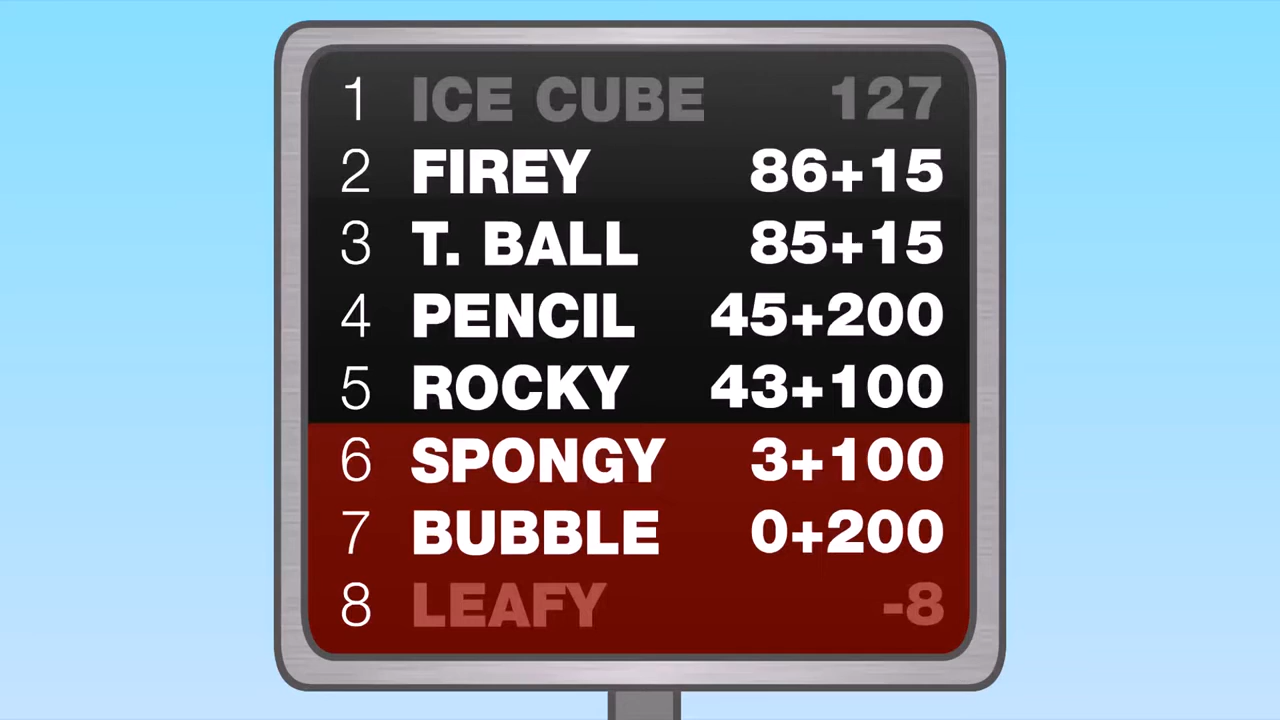 1 ICE CUBE 127
2 FIREY 86+15
3 T. BALL 85+15
4 PENCIL 45+200
5 ROCKY 43+100
6 SPONGY 3+100
7 BUBBLE 0+200
8 LEAFY -8